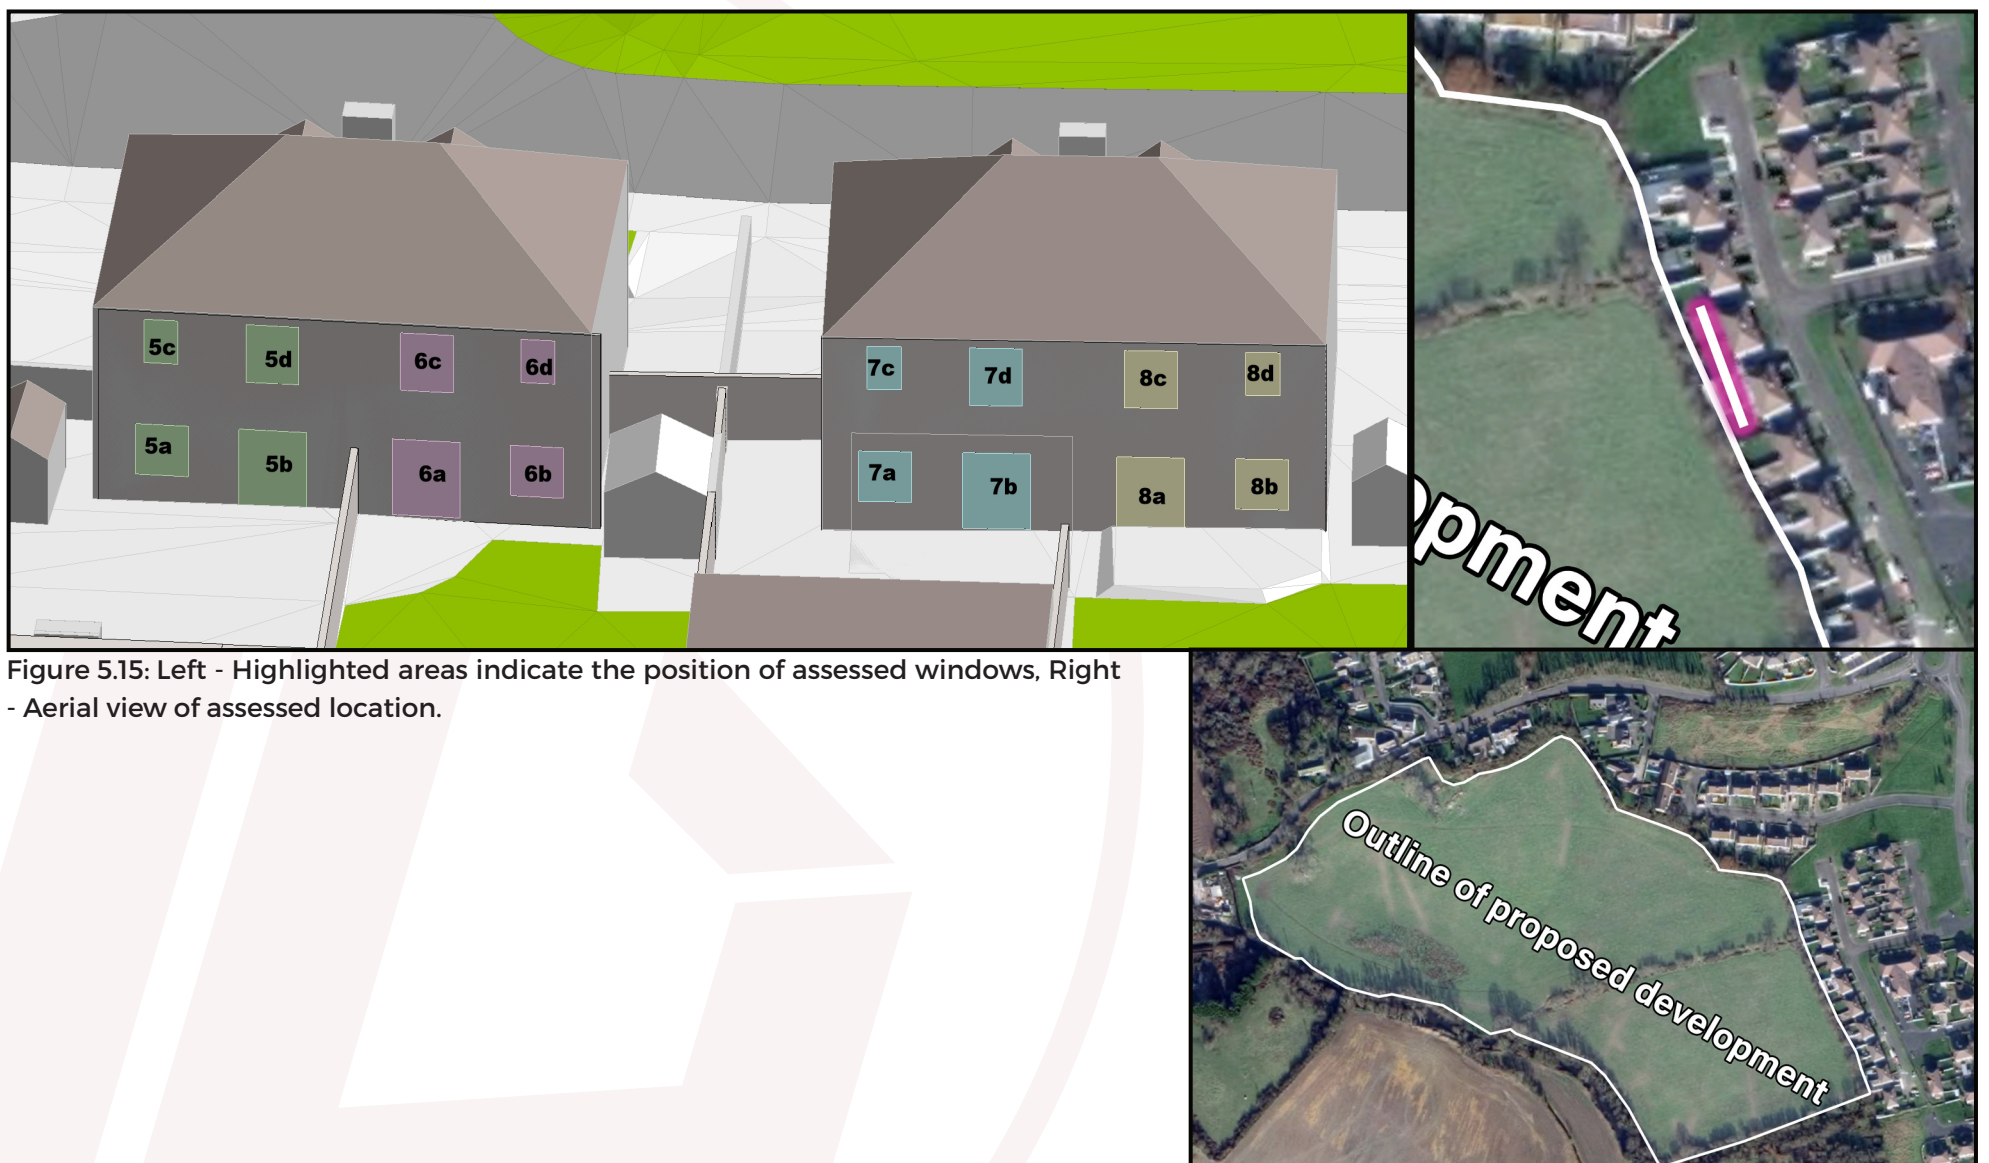 5c
5d
6c
6d
7c
7d
8c
8d
5a
5b
6a
6b
7a
7b
8a
8b
opment
Figure 5.15: Left - Highlighted areas indicate the position of assessed windows, Right
- Aerial view of assessed location.
Outline of proposed development